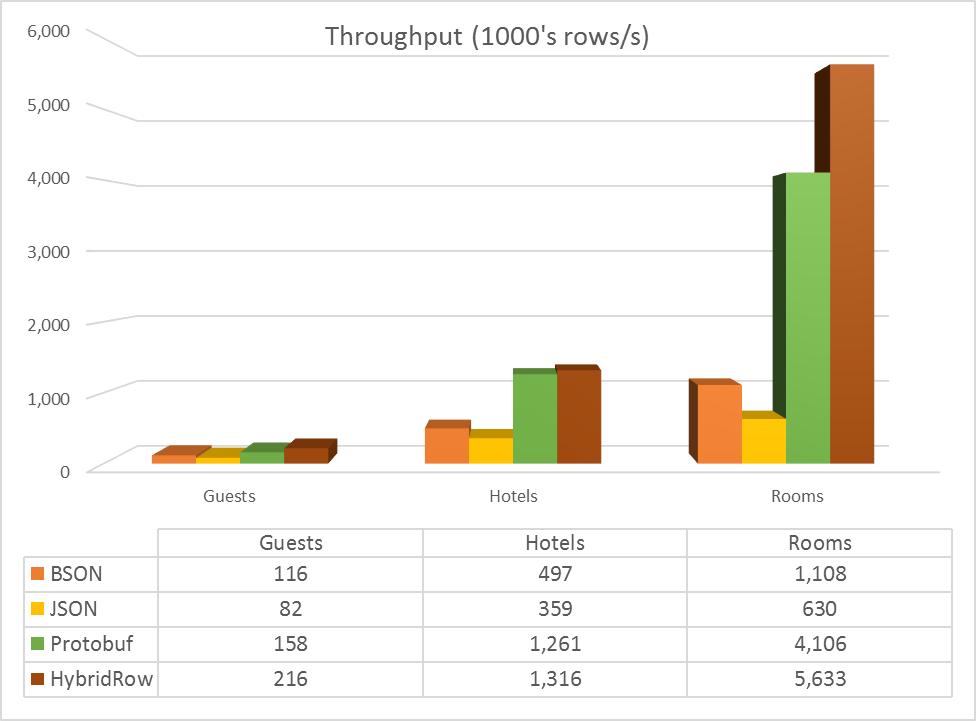 Throughput (1000's rows/s)
6,000
5,000
4,000
3,000
2,000
1,000
0
Guests Hotels Rooms
Guests Hotels Rooms
BSON 116 497 1,108
JSON 82 359 630
Protobuf 158 1,261 4,106
HybridRow 216 1,316 5,633